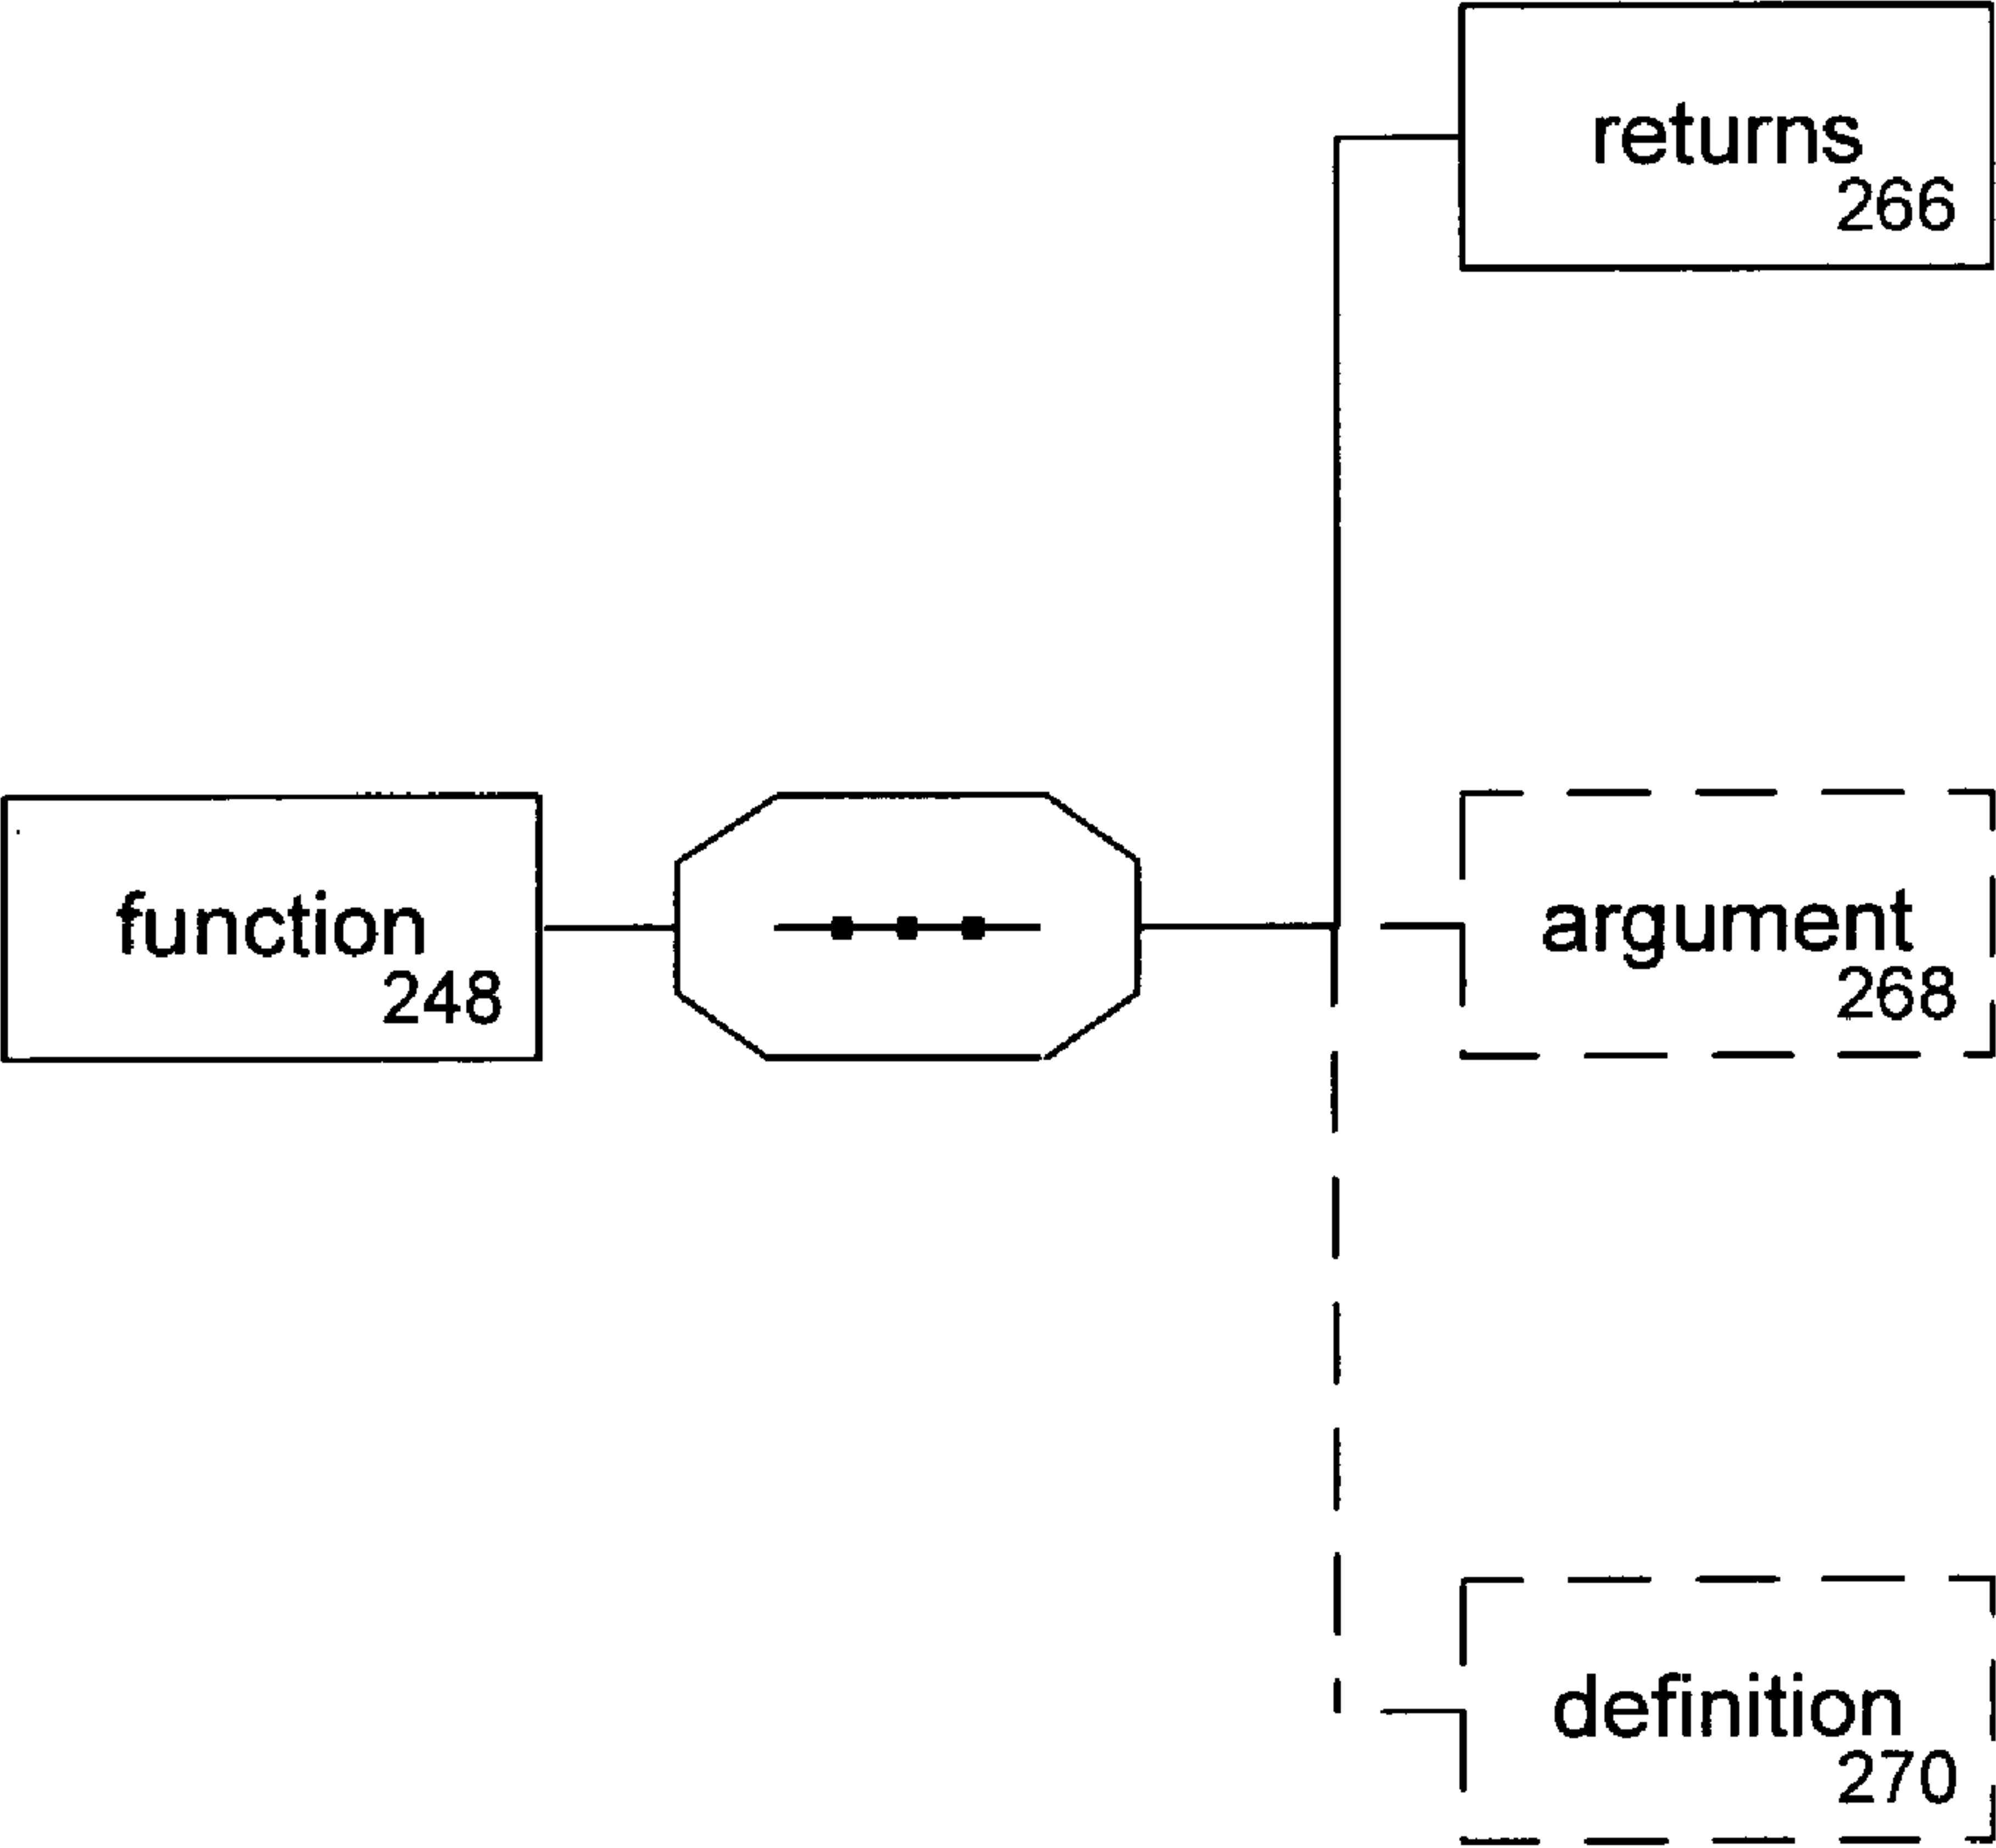 returns
266
function
248
argument
268
definition
270